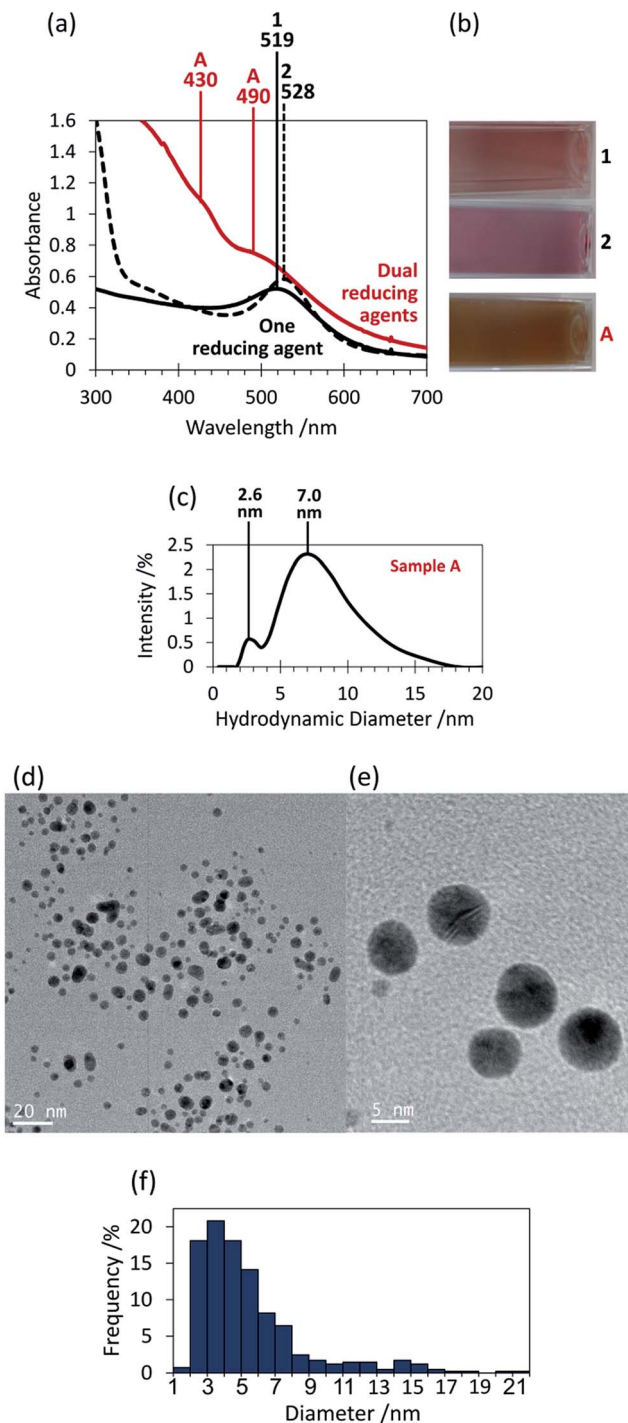 (a)
(b)
1
519
A
430
A
490
2
528
1.6
1.4
1.2
1
0.8
0.6
0.4
0.2
0
Absorbance
Dual
reducing
agents
One
reducing agent
300 400 500 600 700
Wavelength /nm
1
2
A
(c)
2.6
nm
7.0
nm
2.5
2
1.5
1
0.5
0
Intensity /%
Sample A
0 5 10 15 20
Hydrodynamic Diameter /nm
(d)
(e)
20 nm
5 nm
(f)
20
15
10
5
0
Frequency /%
1 3 5 7 9 11 13 15 17 19 21
Diameter /nm